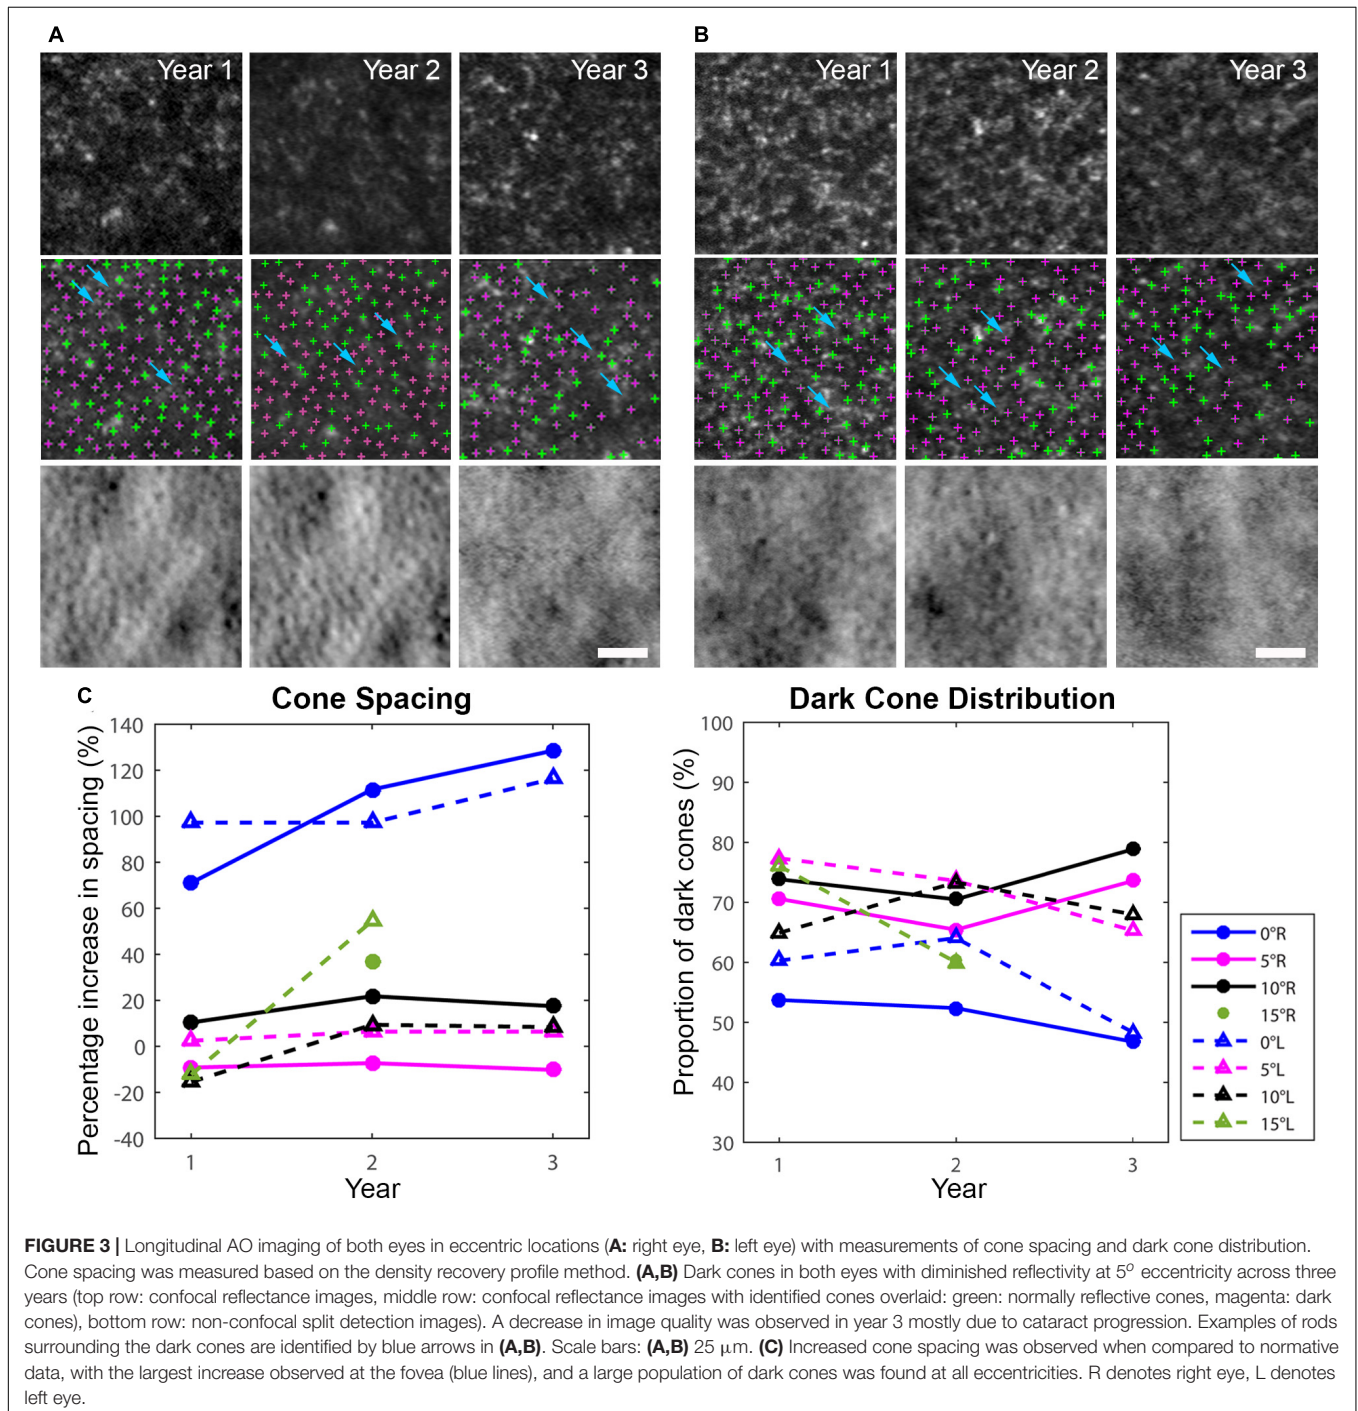 A
B
Year 1
Year 2
Year 3
Year 1
Year 2
Year 3
C
Cone Spacing
Percentage increase in spacing (%)
140
120
100
80
60
40
20
0
-20
-40
1
2
3
Year
Dark Cone Distribution
Proportion of dark cones (%)
100
90
80
70
60
50
40
30
1
2
3
Year
0°R
5°R
10°R
15°R
0°L
5°L
10°L
15°L
FIGURE 3 | Longitudinal AO imaging of both eyes in eccentric locations (A: right eye, B: left eye) with measurements of cone spacing and dark cone distribution.
Cone spacing was measured based on the density recovery profile method. (A,B) Dark cones in both eyes with diminished reflectivity at 5° eccentricity across three
years (top row: confocal reflectance images, middle row: confocal reflectance images with identified cones overlaid: green: normally reflective cones, magenta: dark
cones), bottom row: non-confocal split detection images). A decrease in image quality was observed in year 3 mostly due to cataract progression. Examples of rods
surrounding the dark cones are identified by blue arrows in (A,B). Scale bars: (A,B) 25 μm. (C) Increased cone spacing was observed when compared to normative
data, with the largest increase observed at the fovea (blue lines), and a large population of dark cones was found at all eccentricities. R denotes right eye, L denotes
left eye.